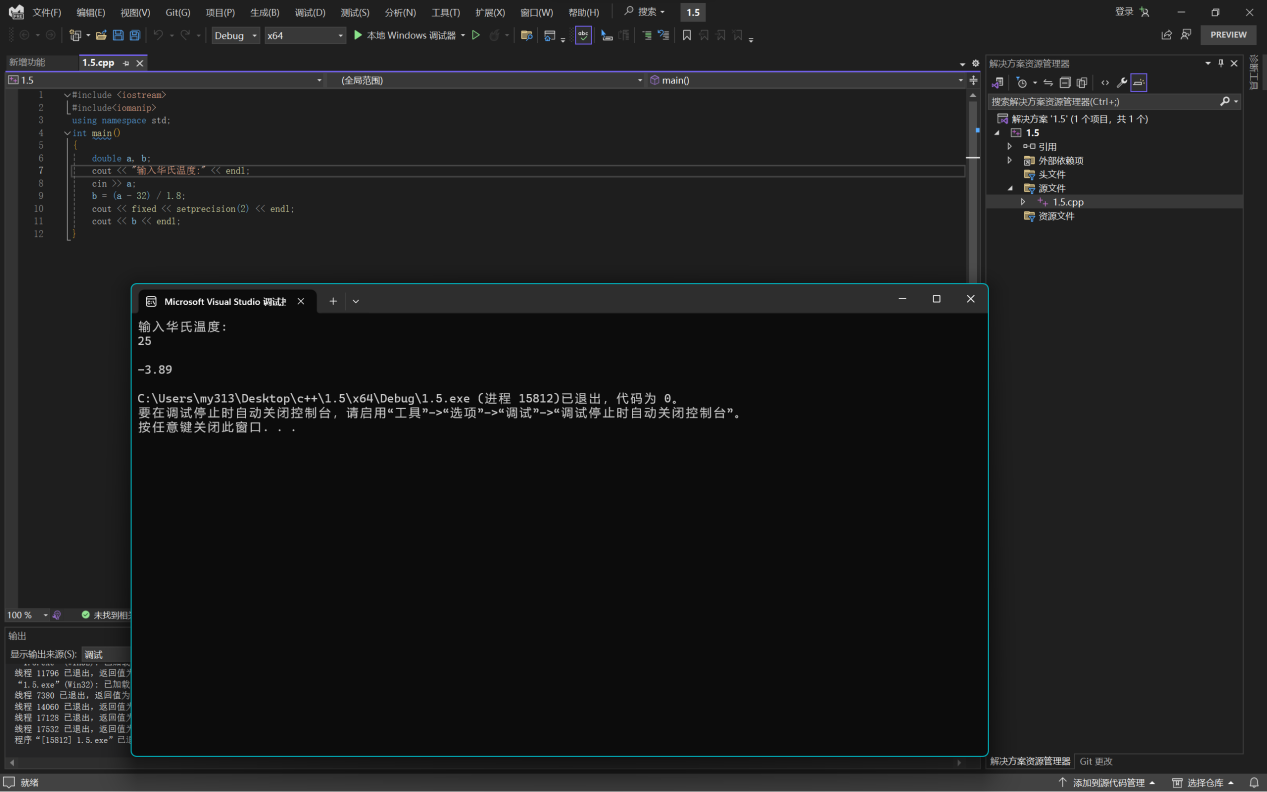 文件(F) 编辑(E) 视图(V) Git(G) 项目(P) 生成(B) 调试(D) 测试(S) 分析(N) 工具(T) 扩展(X) 窗口(W) 帮助(H) 搜索 1.5 登录
Debug x64 本地 Windows 调试器 PREVIEW
新增功能 1.5.cpp
1.5 (全局范围) main()
1 #include <iostream>
2 #include<iomanip>
3 using namespace std;
4 int main()
5 {
6 double a, b;
7 cout << "输入华氏温度:" << endl;
8 cin >> a;
9 b = (a - 32) / 1.8;
10 cout << fixed << setprecision(2) << endl;
11 cout << b << endl;
12 }
Microsoft Visual Studio 调试
输入华氏温度:
25
-3.89
C:\Users\my313\Desktop\c++\1.5\x64\Debug\1.5.exe (进程 15812)已退出，代码为 0。
要在调试停止时自动关闭控制台，请启用“工具”->“选项”->“调试”->“调试停止时自动关闭控制台”。
按任意键关闭此窗口. . .
100 % 未找到相
输出
显示输出来源(S): 调试
线程 11796 已退出，返回值为
“1.5.exe”(Win32): 已加载
线程 7380 已退出，返回值为
线程 14060 已退出，返回值为
线程 17128 已退出，返回值为
线程 17532 已退出，返回值为
程序“[15812] 1.5.exe”已退
解决方案资源管理器
搜索解决方案资源管理器(Ctrl+;)
解决方案 '1.5' (1 个项目，共 1 个)
1.5
引用
外部依赖项
头文件
源文件
1.5.cpp
资源文件
诊断工具
解决方案资源管理器 Git 更改
就绪 添加到源代码管理 选择仓库